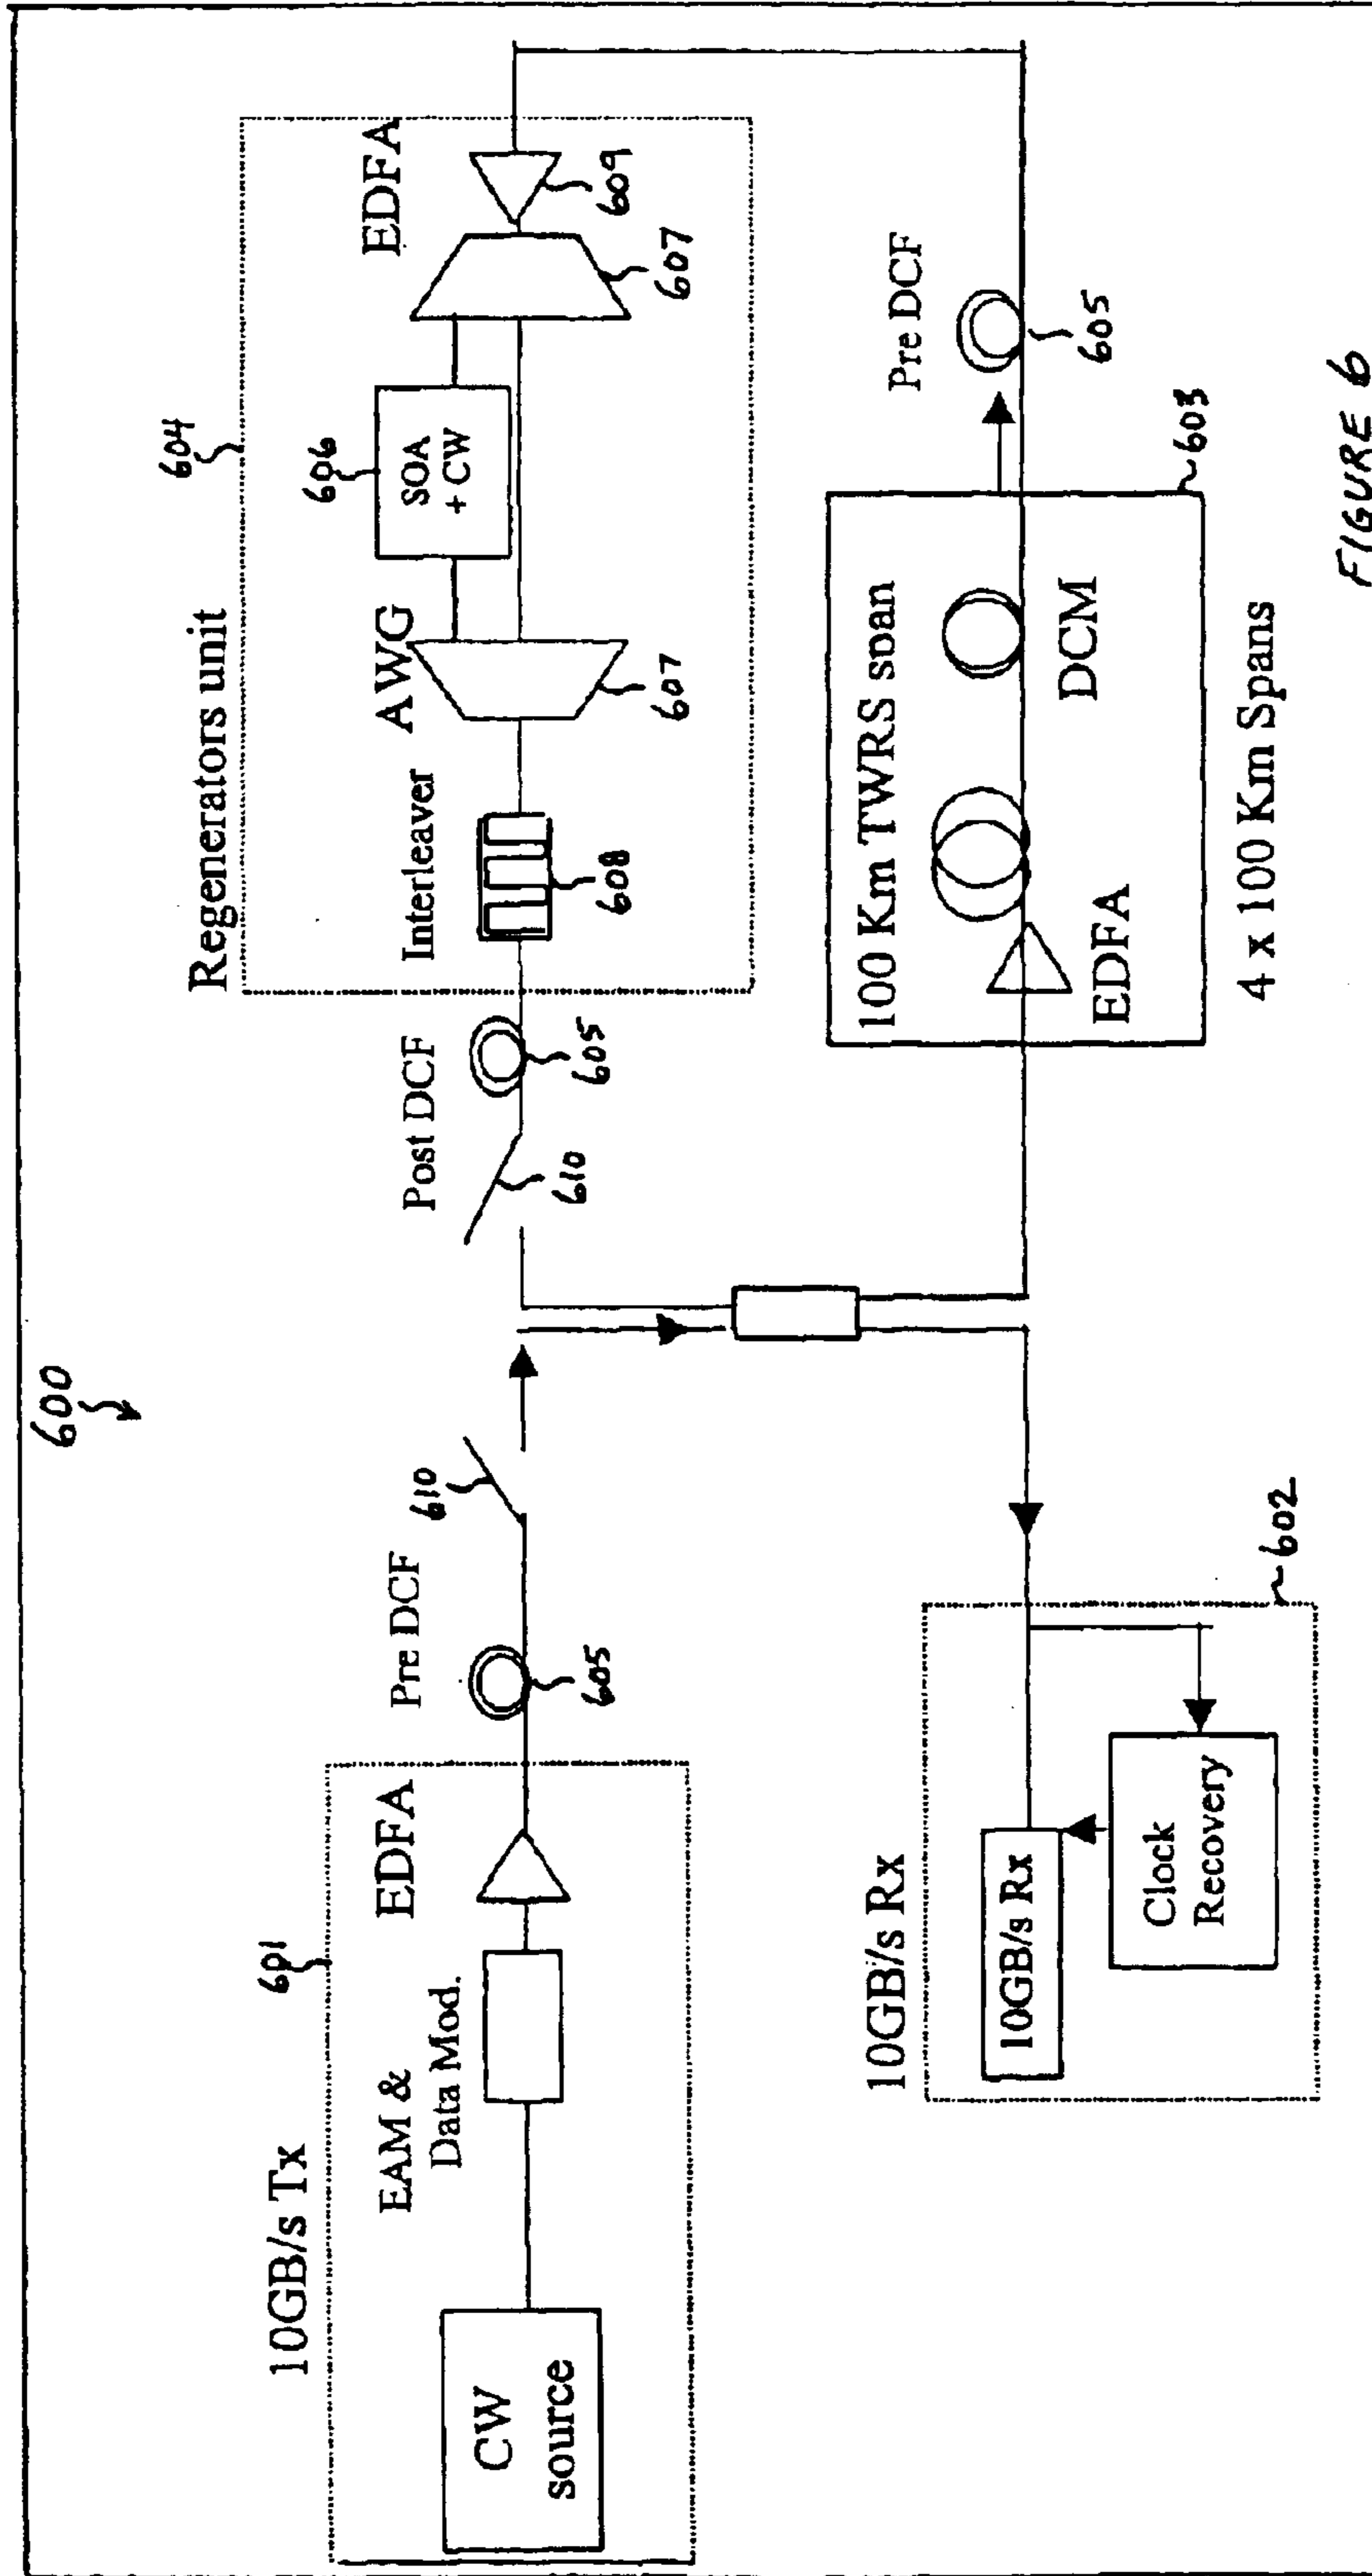 600
10GB/s Tx
601
CW
source
EAM &
Data Mod.
EDFA
Pre DCF
605
610
610
Post DCF
605
Regenerators unit
604
Interleaver
608
AWG
607
606
SOA
+ CW
607
EDFA
609
10GB/s Rx
10GB/s Rx
Clock
Recovery
602
100 Km TWRS span
EDFA
DCM
603
4 x 100 Km Spans
Pre DCF
605
FIGURE 6